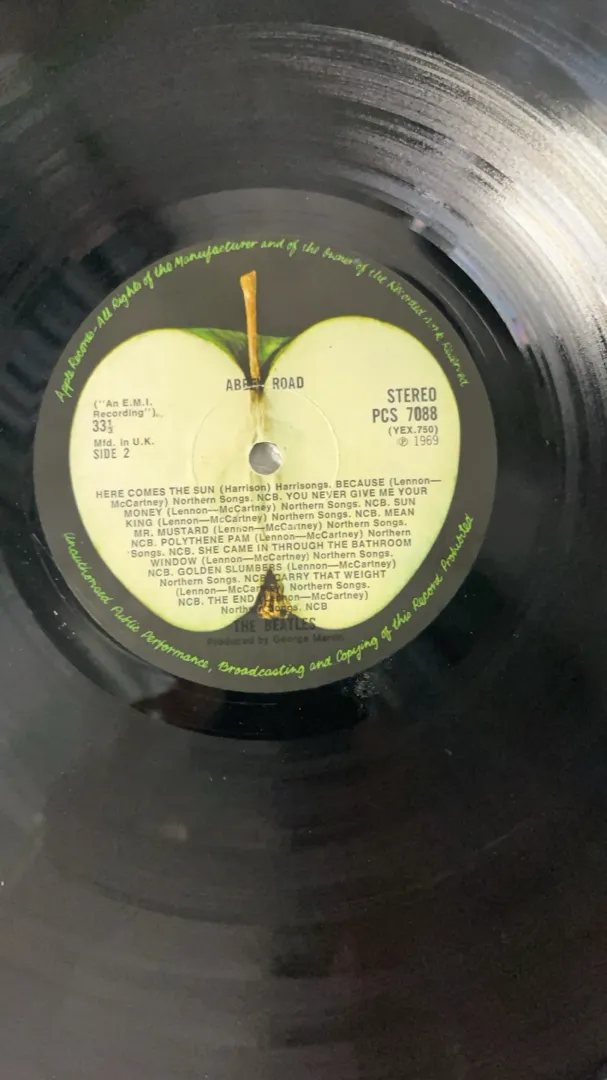 Apple Records-All Rights of the Manufacturer and of the Owner of the Recorded Work Reserved
ABBEY ROAD
("An E.M.I.
Recording").
33⅓
Mfd. in U.K.
SIDE 2
STEREO
PCS 7088
(YEX.750)
℗ 1969
HERE COMES THE SUN (Harrison) Harrisongs. BECAUSE (Lennon—
McCartney) Northern Songs. NCB. YOU NEVER GIVE ME YOUR
MONEY (Lennon—McCartney) Northern Songs. NCB. SUN
KING (Lennon—McCartney) Northern Songs. NCB. MEAN
MR. MUSTARD (Lennon—McCartney) Northern Songs.
NCB. POLYTHENE PAM (Lennon—McCartney) Northern
Songs. NCB. SHE CAME IN THROUGH THE BATHROOM
WINDOW (Lennon—McCartney) Northern Songs.
NCB. GOLDEN SLUMBERS (Lennon—McCartney)
Northern Songs. NCB. CARRY THAT WEIGHT
(Lennon—McCartney) Northern Songs.
NCB. THE END (Lennon—McCartney)
Northern Songs. NCB
THE BEATLES
Produced by George Martin
Unauthorised Public Performance, Broadcasting and Copying of this Record Prohibited